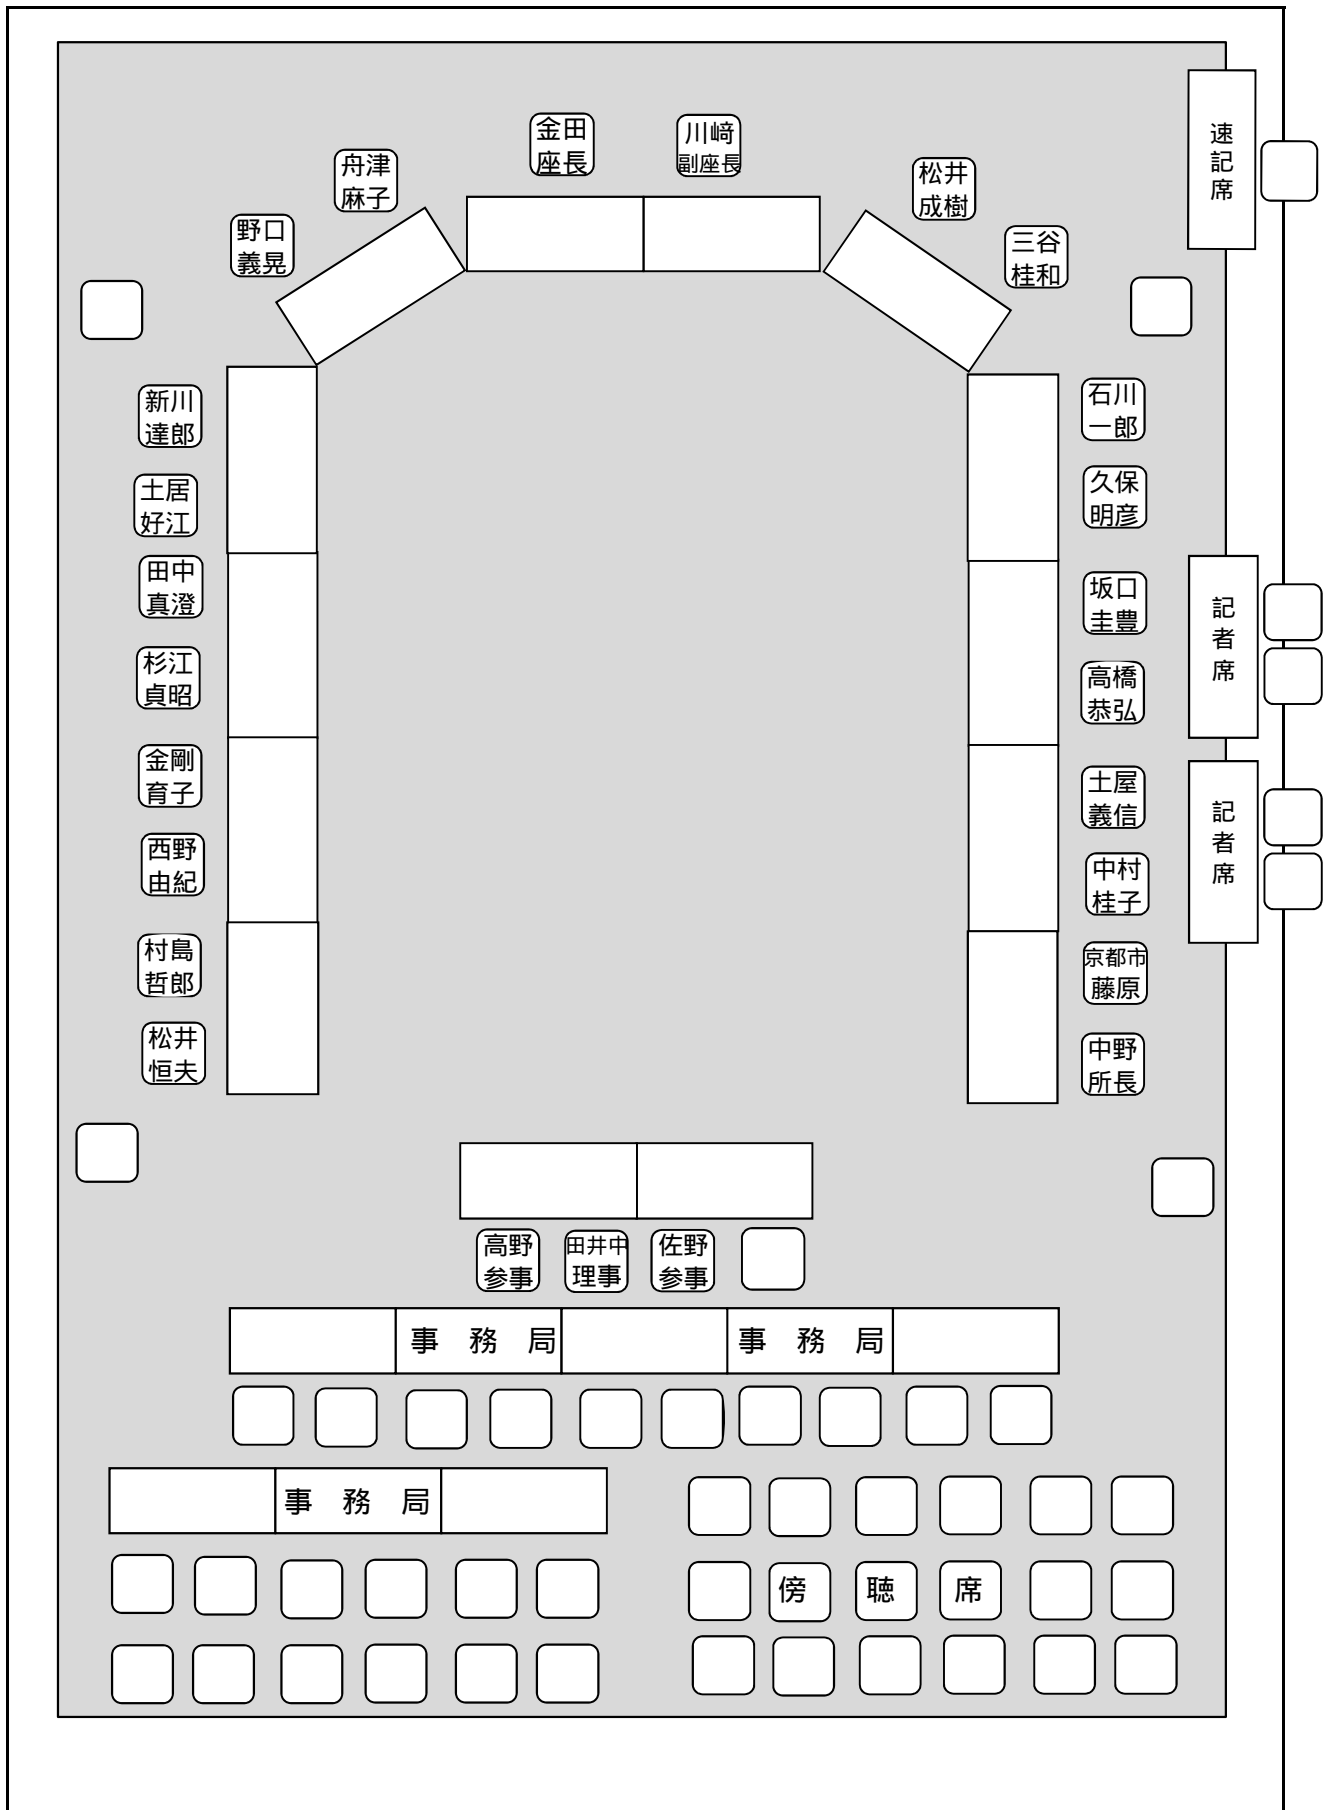 金田
座長
川﨑
副座長
舟津
麻子
松井
成樹
野口
義晃
三谷
桂和
速
記
席
新川
達郎
石川
一郎
土居
好江
久保
明彦
田中
真澄
坂口
圭豊
記
者
席
杉江
貞昭
高橋
恭弘
金剛
育子
土屋
義信
記
者
席
西野
由紀
中村
桂子
村島
哲郎
京都市
藤原
松井
恒夫
中野
所長
高野
参事
田井中
理事
佐野
参事
事　務　局
事　務　局
事　務　局
傍　聴　席